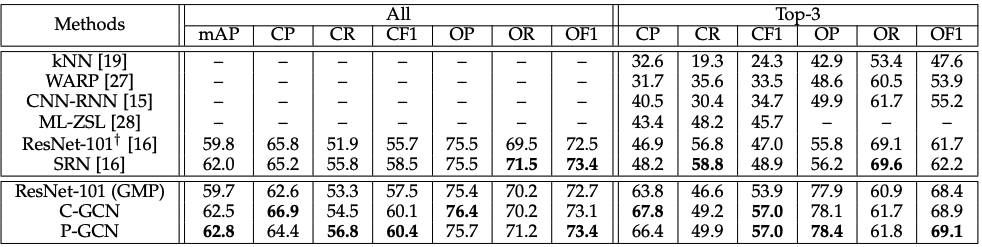 Methods All Top-3
mAP CP CR CF1 OP OR OF1 CP CR CF1 OP OR OF1
kNN [19] – – – – – – – 32.6 19.3 24.3 42.9 53.4 47.6
WARP [27] – – – – – – – 31.7 35.6 33.5 48.6 60.5 53.9
CNN-RNN [15] – – – – – – – 40.5 30.4 34.7 49.9 61.7 55.2
ML-ZSL [28] – – – – – – – 43.4 48.2 45.7 – – –
ResNet-101† [16] 59.8 65.8 51.9 55.7 75.5 69.5 72.5 46.9 56.8 47.0 55.8 69.1 61.7
SRN [16] 62.0 65.2 55.8 58.5 75.5 71.5 73.4 48.2 58.8 48.9 56.2 69.6 62.2
ResNet-101 (GMP) 59.7 62.6 53.3 57.5 75.4 70.2 72.7 63.8 46.6 53.9 77.9 60.9 68.4
C-GCN 62.5 66.9 54.5 60.1 76.4 70.2 73.1 67.8 49.2 57.0 78.1 61.7 68.9
P-GCN 62.8 64.4 56.8 60.4 75.7 71.2 73.4 66.4 49.9 57.0 78.4 61.8 69.1